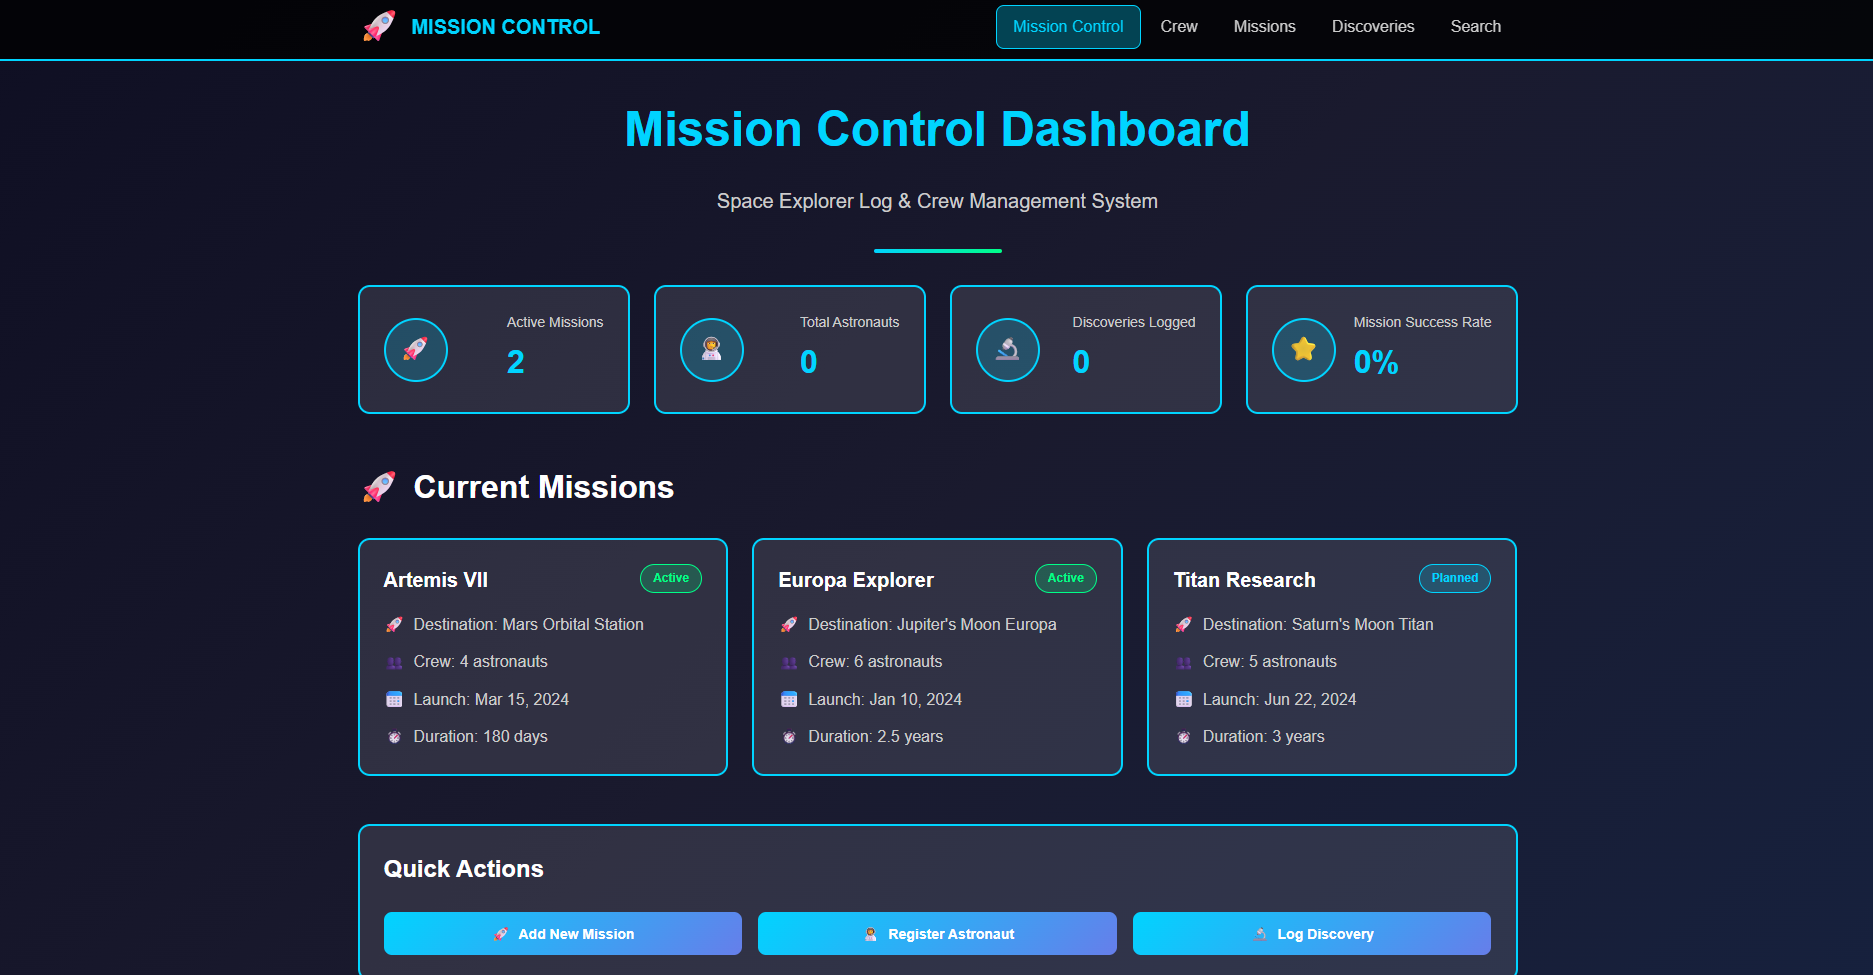 MISSION CONTROL
Mission Control
Crew
Missions
Discoveries
Search
Mission Control Dashboard
Space Explorer Log & Crew Management System
Active Missions
2
Total Astronauts
0
Discoveries Logged
0
Mission Success Rate
0%
Current Missions
Artemis VII
Active
Destination: Mars Orbital Station
Crew: 4 astronauts
Launch: Mar 15, 2024
Duration: 180 days
Europa Explorer
Active
Destination: Jupiter's Moon Europa
Crew: 6 astronauts
Launch: Jan 10, 2024
Duration: 2.5 years
Titan Research
Planned
Destination: Saturn's Moon Titan
Crew: 5 astronauts
Launch: Jun 22, 2024
Duration: 3 years
Quick Actions
Add New Mission
Register Astronaut
Log Discovery